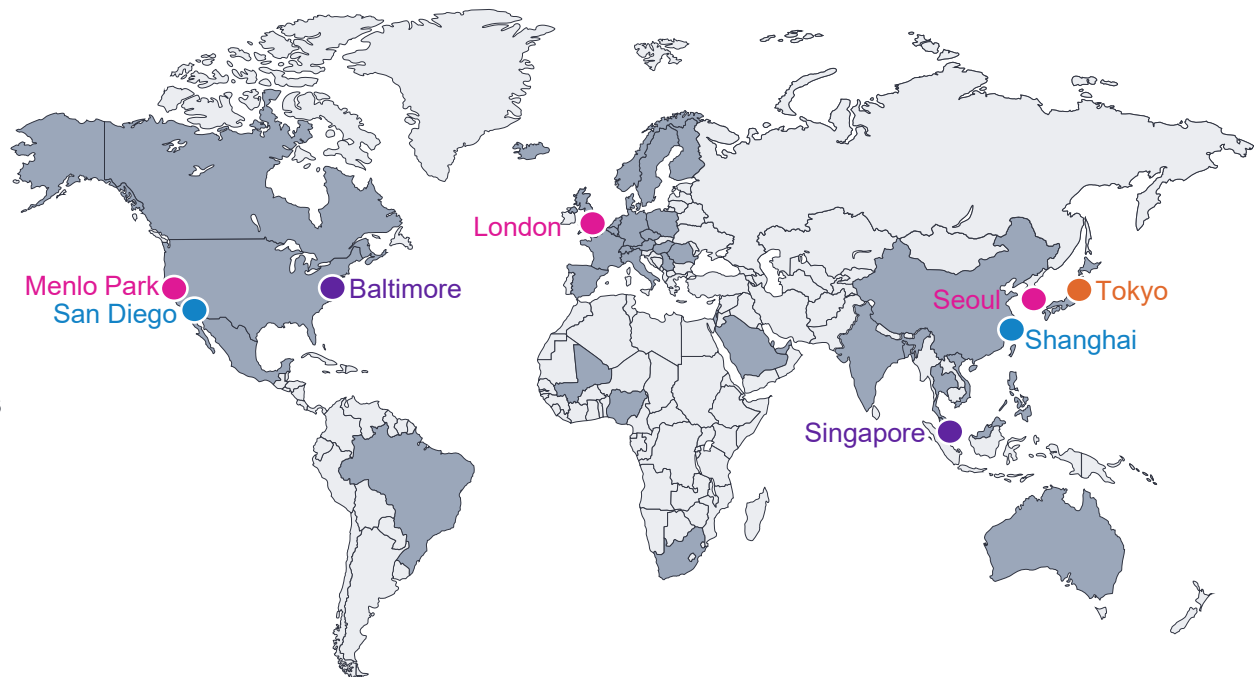 London
Menlo Park
Baltimore
San Diego
Seoul
Tokyo
Shanghai
Singapore